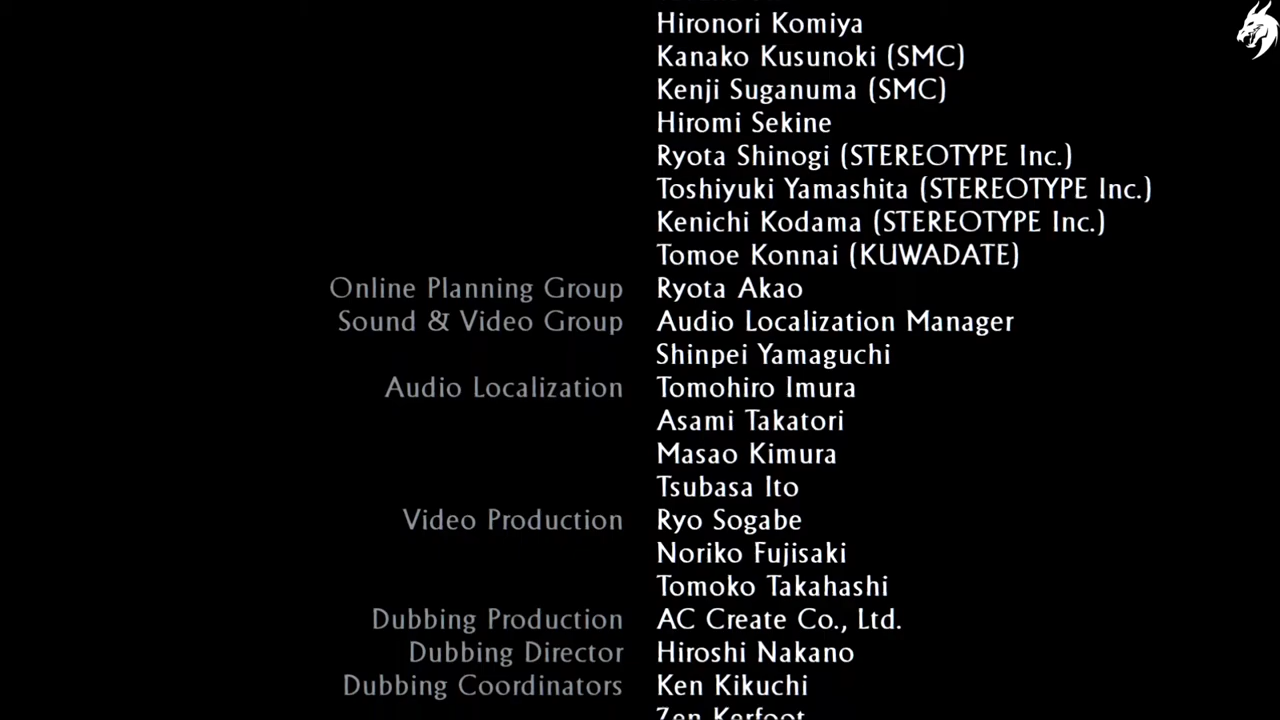 Hironori Komiya
Kanako Kusunoki (SMC)
Kenji Suganuma (SMC)
Hiromi Sekine
Ryota Shinogi (STEREOTYPE Inc.)
Toshiyuki Yamashita (STEREOTYPE Inc.)
Kenichi Kodama (STEREOTYPE Inc.)
Tomoe Konnai (KUWADATE)
Online Planning Group Ryota Akao
Sound & Video Group Audio Localization Manager
Shinpei Yamaguchi
Audio Localization Tomohiro Imura
Asami Takatori
Masao Kimura
Tsubasa Ito
Video Production Ryo Sogabe
Noriko Fujisaki
Tomoko Takahashi
Dubbing Production AC Create Co., Ltd.
Dubbing Director Hiroshi Nakano
Dubbing Coordinators Ken Kikuchi
Zen Kerfoot